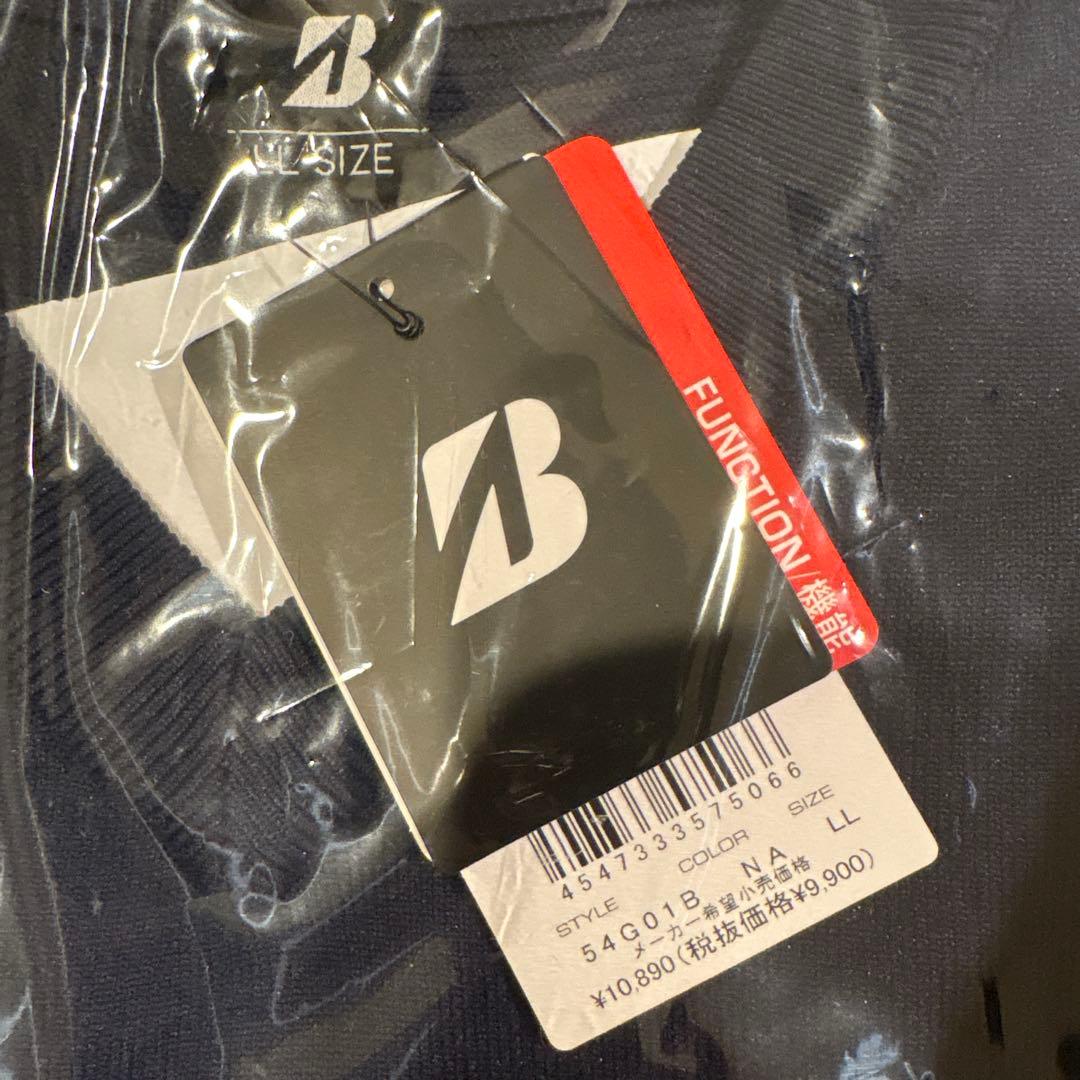 B
LL SIZE
B
FUNCTION/機能
4547333575066
STYLE COLOR SIZE
54G01B NA LL
メーカー希望小売価格
¥10,890(税抜価格¥9,900)